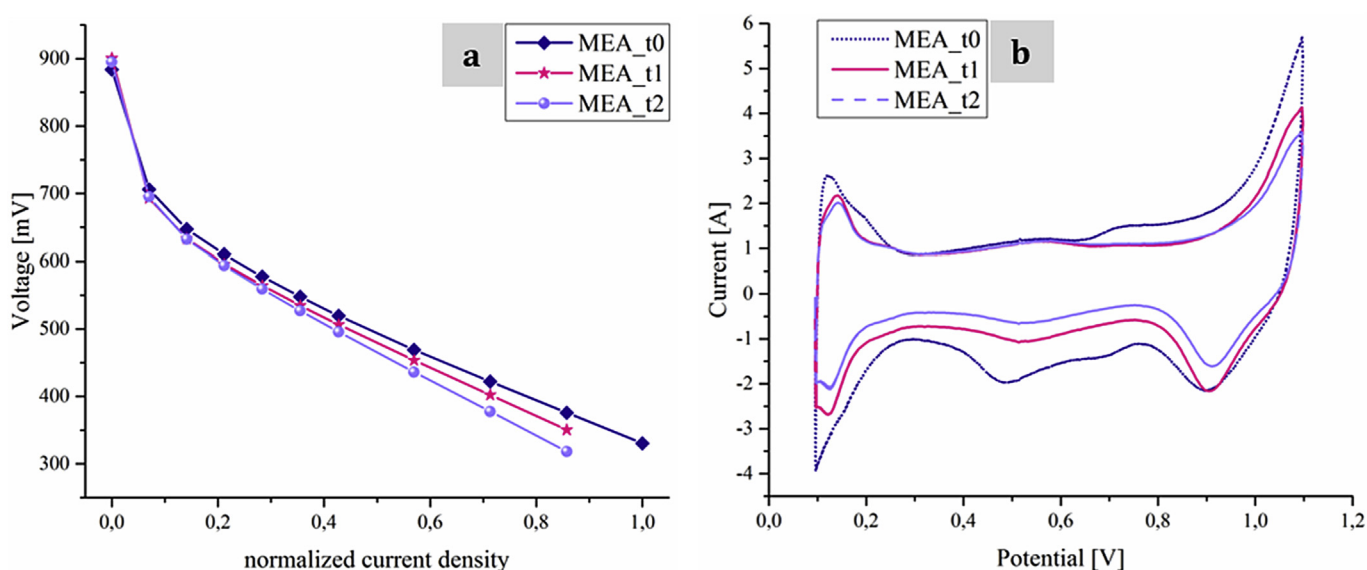 a
MEA_t0
MEA_t1
MEA_t2
900
800
700
600
500
400
300
Voltage [mV]
0,0
0,2
0,4
0,6
0,8
1,0
normalized current density
b
MEA_t0
MEA_t1
MEA_t2
6
5
4
3
2
1
0
-1
-2
-3
-4
Current [A]
0,0
0,2
0,4
0,6
0,8
1,0
1,2
Potential [V]